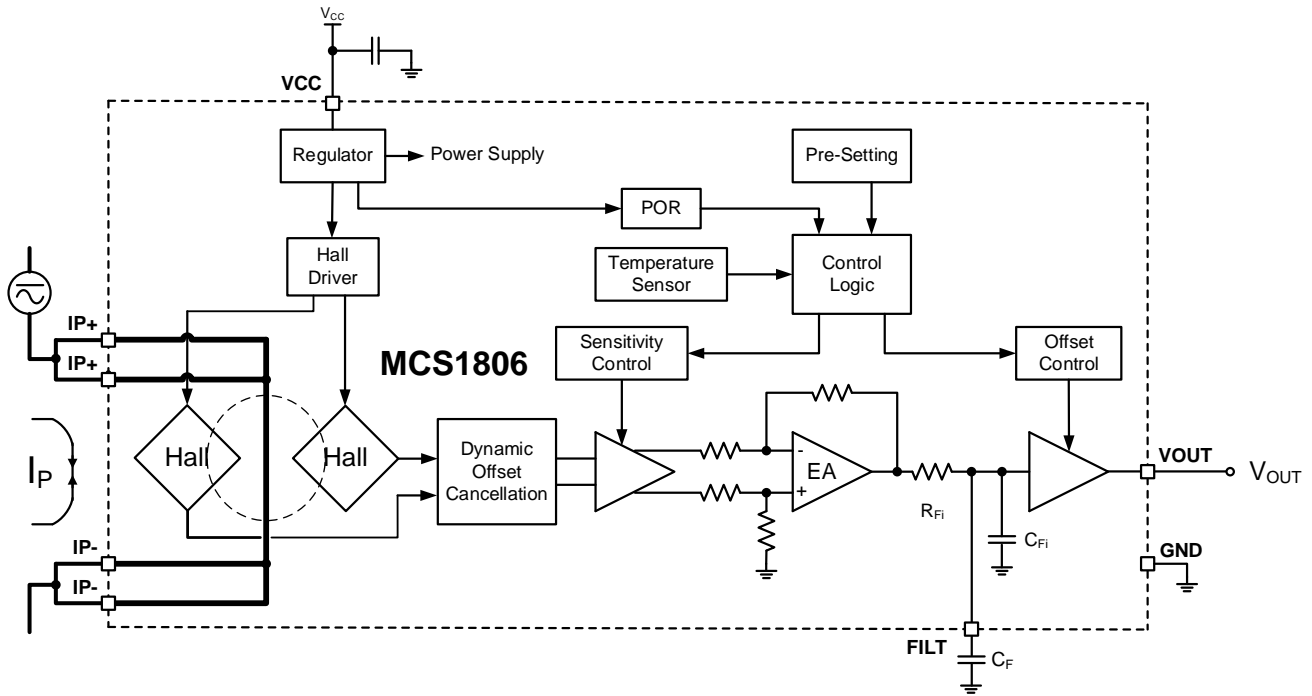 VCC
VCC
Regulator
Power Supply
Pre-Setting
POR
Hall
Driver
Temperature
Sensor
Control
Logic
IP+
IP+
MCS1806
Sensitivity
Control
Offset
Control
Hall
Hall
Dynamic
Offset
Cancellation
-
EA
+
RFi
CFi
VOUT
VOUT
IP
IP-
IP-
GND
FILT
CF